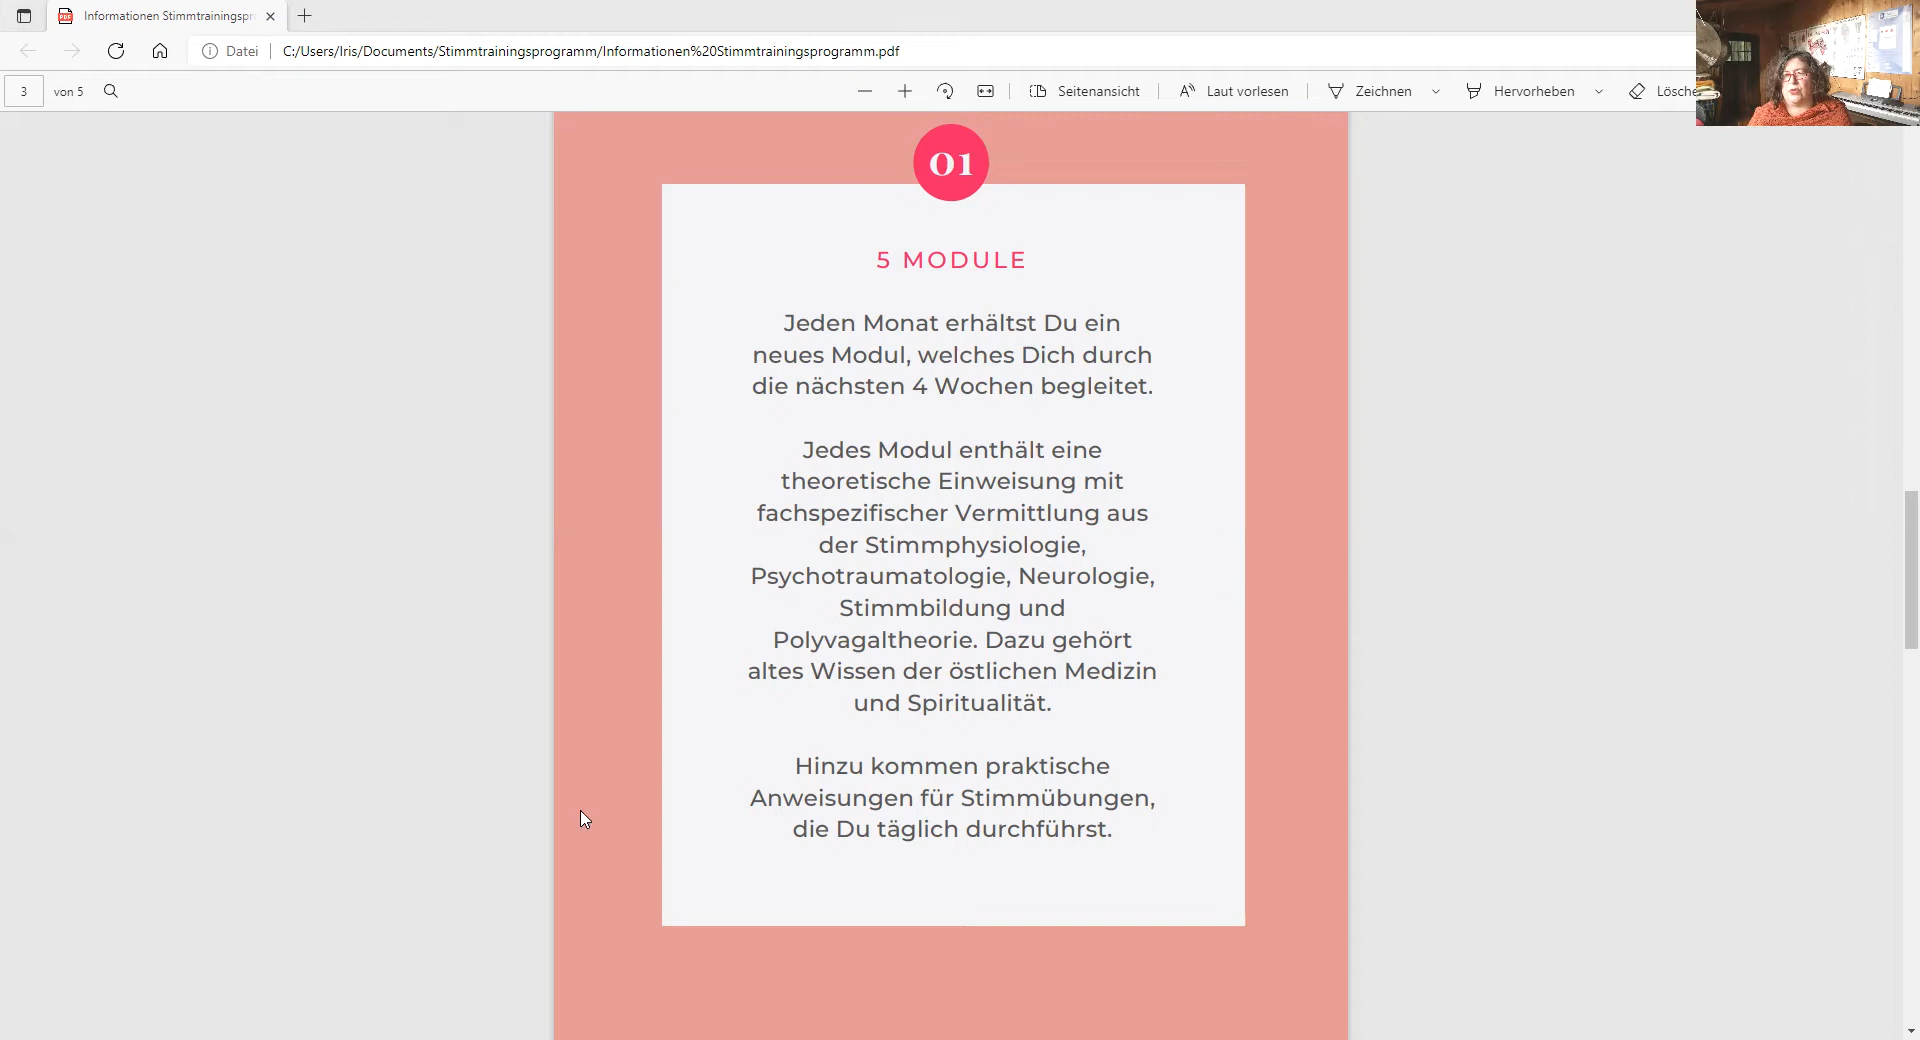 Informationen Stimmtrainingspr
Datei
C:/Users/Iris/Documents/Stimmtrainingsprogramm/Informationen%20Stimmtrainingsprogramm.pdf
3 von 5
Seitenansicht
Laut vorlesen
Zeichnen
Hervorheben
Lösche
01
5 MODULE
Jeden Monat erhältst Du ein
neues Modul, welches Dich durch
die nächsten 4 Wochen begleitet.
Jedes Modul enthält eine
theoretische Einweisung mit
fachspezifischer Vermittlung aus
der Stimmphysiologie,
Psychotraumatologie, Neurologie,
Stimmbildung und
Polyvagaltheorie. Dazu gehört
altes Wissen der östlichen Medizin
und Spiritualität.
Hinzu kommen praktische
Anweisungen für Stimmübungen,
die Du täglich durchführst.